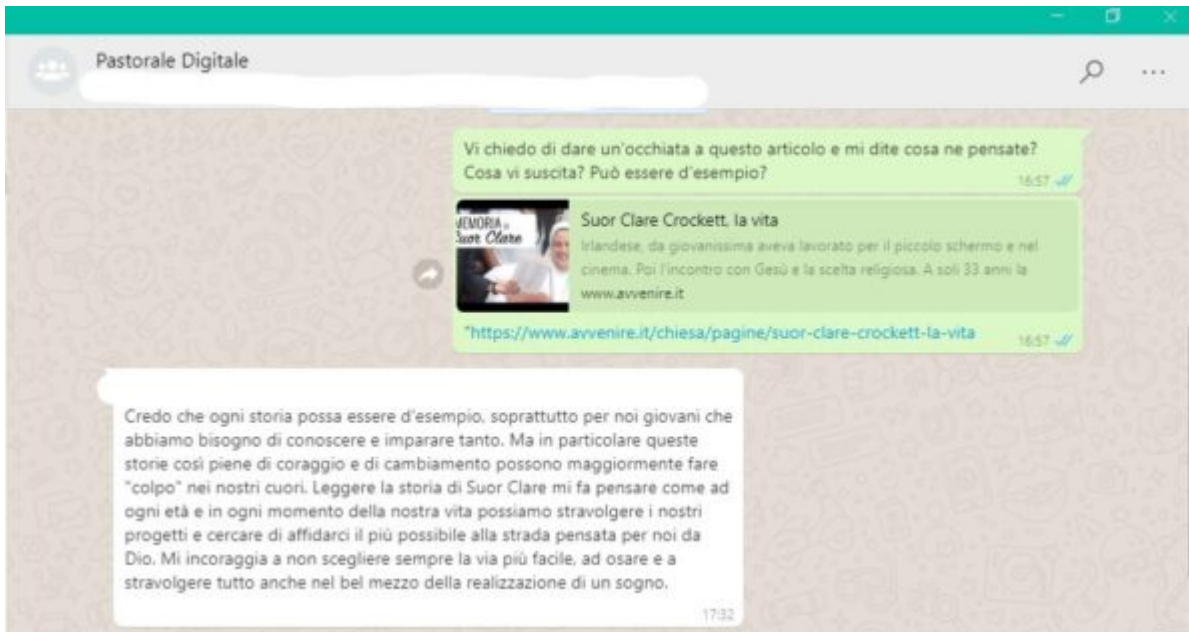 Pastorale Digitale
Vi chiedo di dare un'occhiata a questo articolo e mi dite cosa ne pensate?
Cosa vi suscita? Può essere d'esempio?
16:57
MEMORIA di
Suor Clare
Suor Clare Crockett, la vita
Irlandese, da giovanissima aveva lavorato per il piccolo schermo e nel
cinema. Poi l'incontro con Gesù e la scelta religiosa. A soli 33 anni la
www.avvenire.it
"https://www.avvenire.it/chiesa/pagine/suor-clare-crockett-la-vita
16:57
Credo che ogni storia possa essere d'esempio, soprattutto per noi giovani che
abbiamo bisogno di conoscere e imparare tanto. Ma in particolare queste
storie così piene di coraggio e di cambiamento possono maggiormente fare
"colpo" nei nostri cuori. Leggere la storia di Suor Clare mi fa pensare come ad
ogni età e in ogni momento della nostra vita possiamo stravolgere i nostri
progetti e cercare di affidarci il più possibile alla strada pensata per noi da
Dio. Mi incoraggia a non scegliere sempre la via più facile, ad osare e a
stravolgere tutto anche nel bel mezzo della realizzazione di un sogno.
17:32